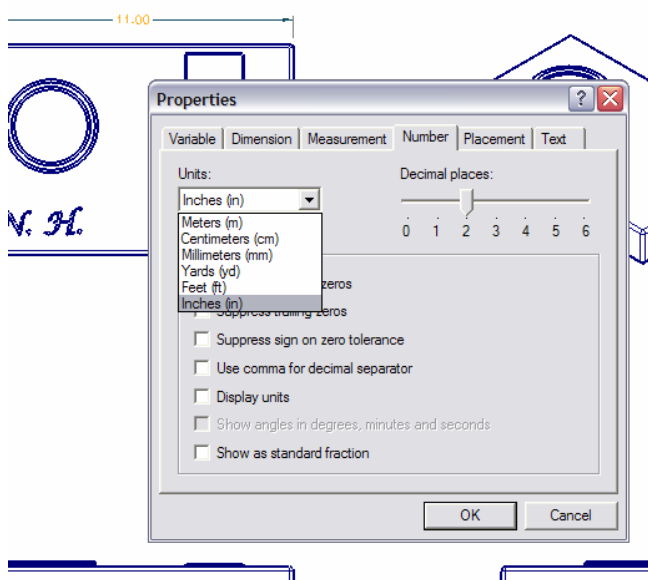 11.00
Properties
Variable Dimension Measurement Number Placement Text
Units: Decimal places:
Inches (in)
N. H.
Meters (m)
Centimeters (cm)
Millimeters (mm)
Yards (yd)
Feet (ft)
Inches (in)
0 1 2 3 4 5 6
zeros
Suppress trailing zeros
Suppress sign on zero tolerance
Use comma for decimal separator
Display units
Show angles in degrees, minutes and seconds
Show as standard fraction
OK Cancel